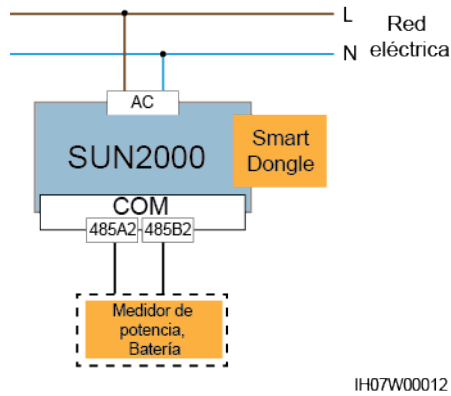 L
Red
N
eléctrica
AC
SUN2000
Smart
Dongle
COM
485A2
485B2
Medidor de
potencia,
Batería
IH07W00012